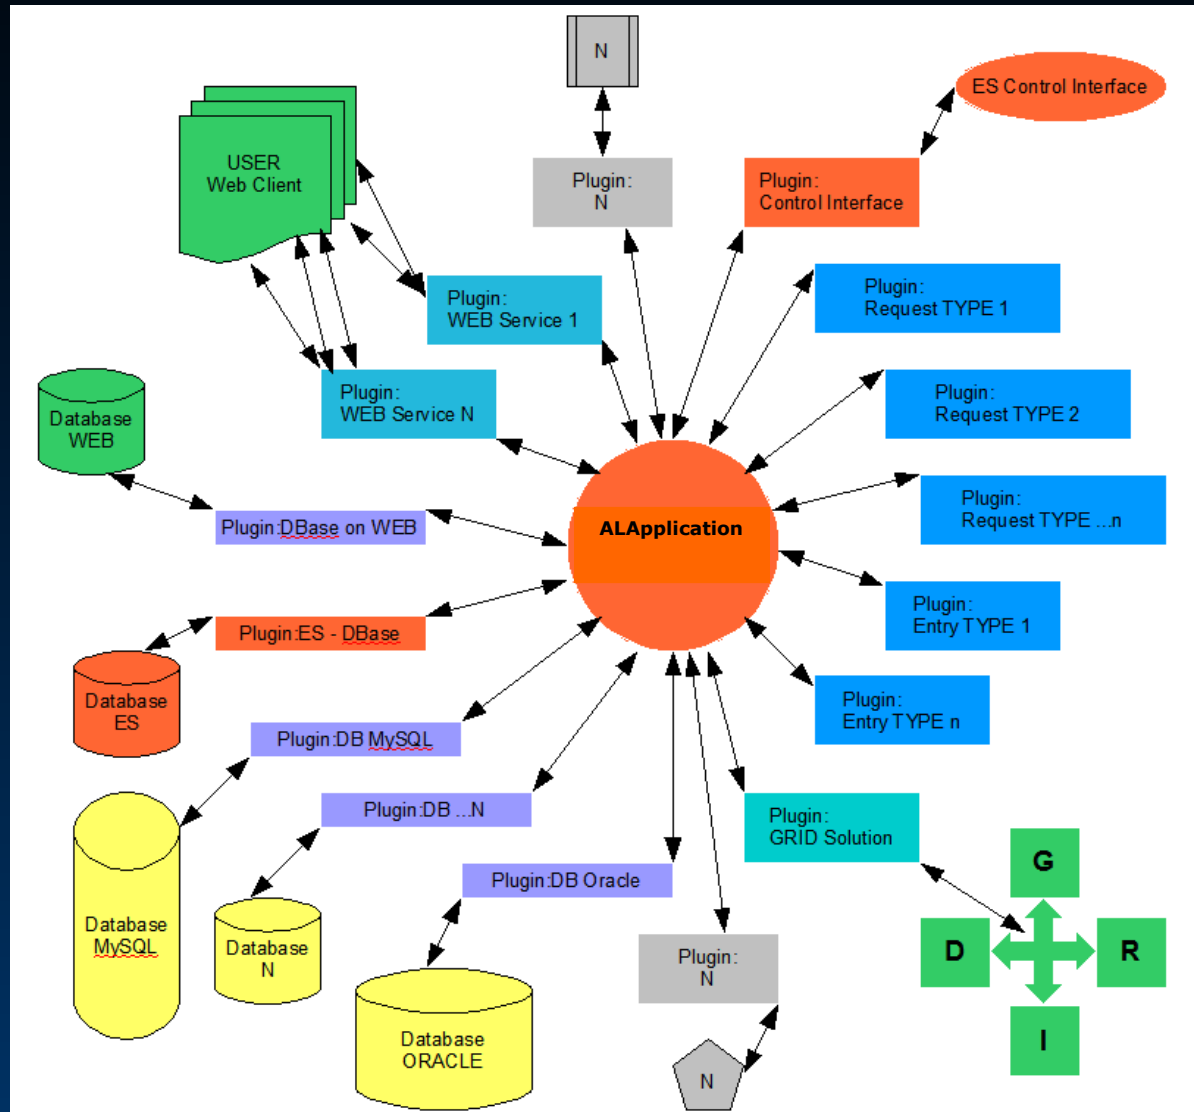 N
ES Control Interface
USER
Web Client
Plugin:
N
Plugin:
Control Interface
Plugin:
WEB Service 1
Plugin:
Request TYPE 1
Plugin:
WEB Service N
Plugin:
Request TYPE 2
Database
WEB
Plugin:
Request TYPE ...n
Plugin:DBase on WEB
ALApplication
Plugin:
Entry TYPE 1
Plugin:ES - DBase
Database
ES
Plugin:
Entry TYPE n
Plugin:DB MySQL
Plugin:DB ...N
Plugin:
GRID Solution
Plugin:DB Oracle
G
Database
MySQL
Database
N
Plugin:
N
D
R
Database
ORACLE
I
N